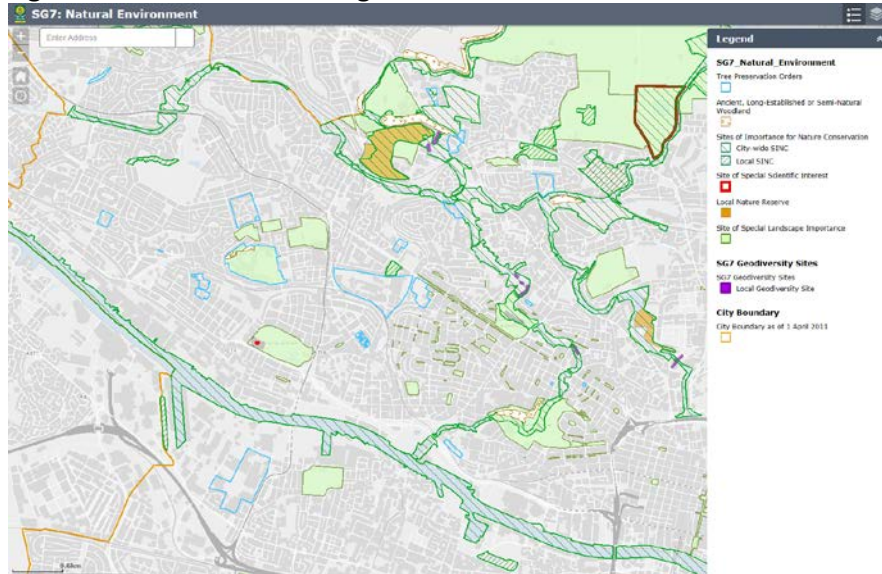 SG7: Natural Environment
Enter Address
Legend
SG7_Natural_Environment
Tree Preservation Orders
Ancient, Long-Established or Semi-Natural
Woodland
Sites of Importance for Nature Conservation
City-wide SINC
Local SINC
Site of Special Scientific Interest
Local Nature Reserve
Site of Special Landscape Importance
SG7 Geodiversity Sites
SG7 Geodiversity Sites
Local Geodiversity Site
City Boundary
City Boundary as of 1 April 2011